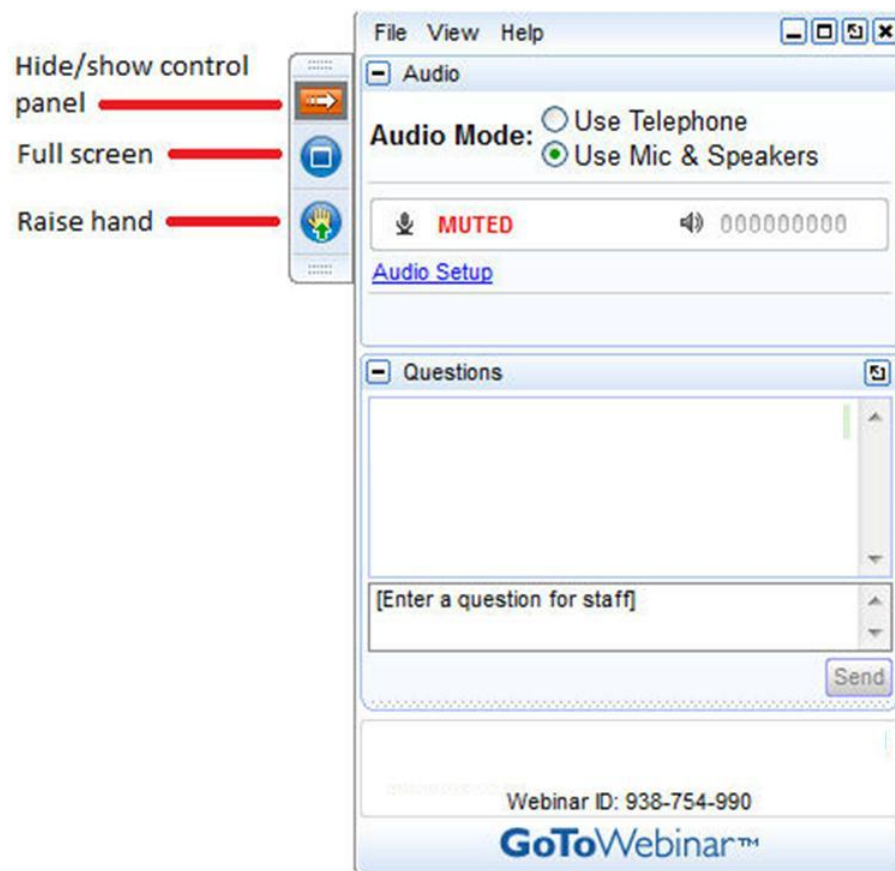 File View Help
Hide/show control
panel
Full screen
Raise hand
Audio
Audio Mode:
Use Telephone
Use Mic & Speakers
MUTED
000000000
Audio Setup
Questions
[Enter a question for staff]
Send
Webinar ID: 938-754-990
GoToWebinar™